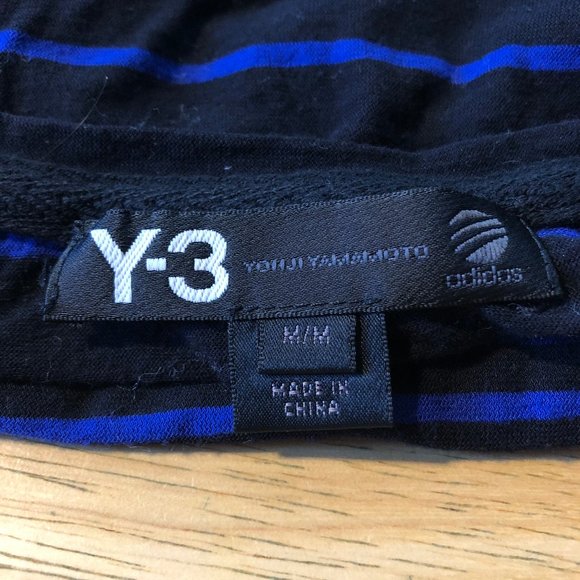 Y-3 YOHJI YAMAMOTO
adidas
M/M
MADE IN
CHINA